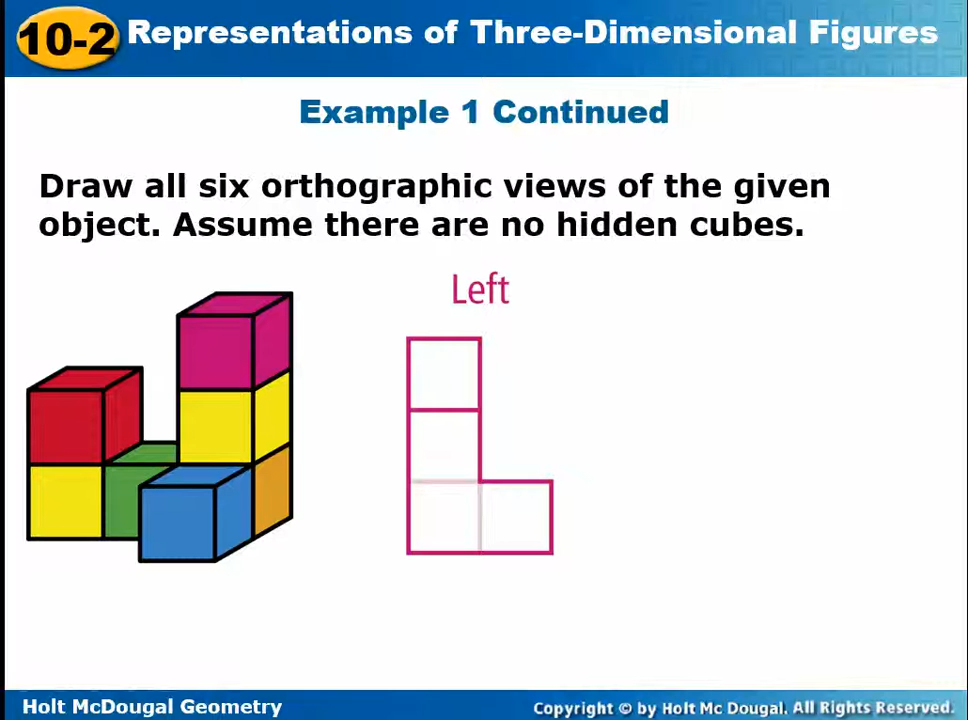 10-2 Representations of Three-Dimensional Figures
Example 1 Continued
Draw all six orthographic views of the given
object. Assume there are no hidden cubes.
Left
Holt McDougal Geometry
Copyright © by Holt Mc Dougal. All Rights Reserved.